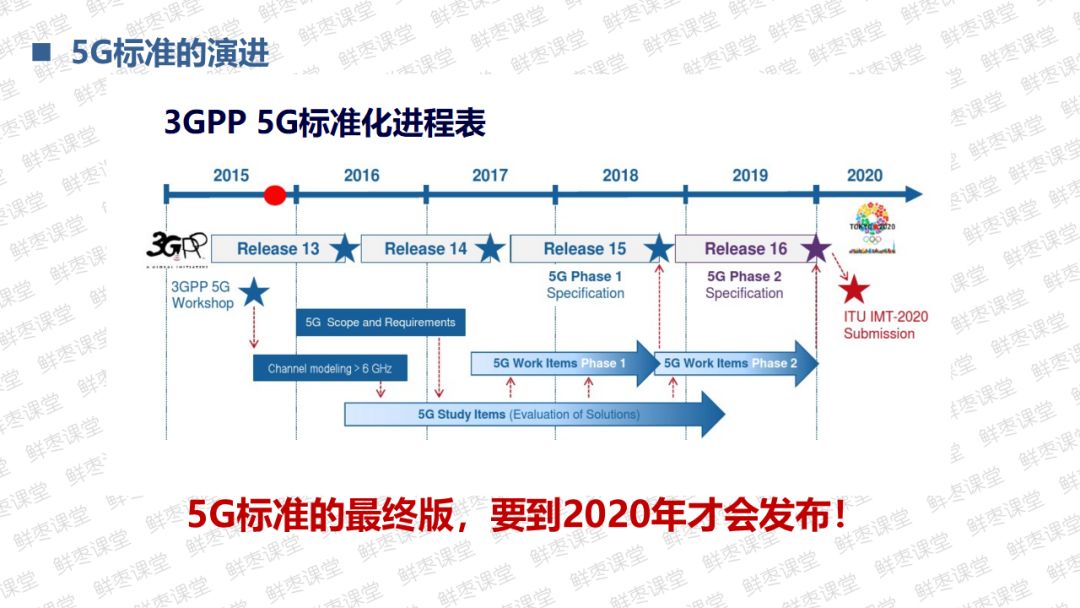 5G标准的演进
3GPP 5G标准化进程表
2015 2016 2017 2018 2019 2020
3GPP
A GLOBAL INITIATIVE
Release 13 Release 14 Release 15 Release 16
TOKYO 2020
5G Phase 1
Specification
5G Phase 2
Specification
3GPP 5G
Workshop
ITU IMT-2020
Submission
5G Scope and Requirements
Channel modeling > 6 GHz
5G Work Items Phase 1
5G Work Items Phase 2
5G Study Items (Evaluation of Solutions)
5G标准的最终版，要到2020年才会发布！
鲜枣课堂